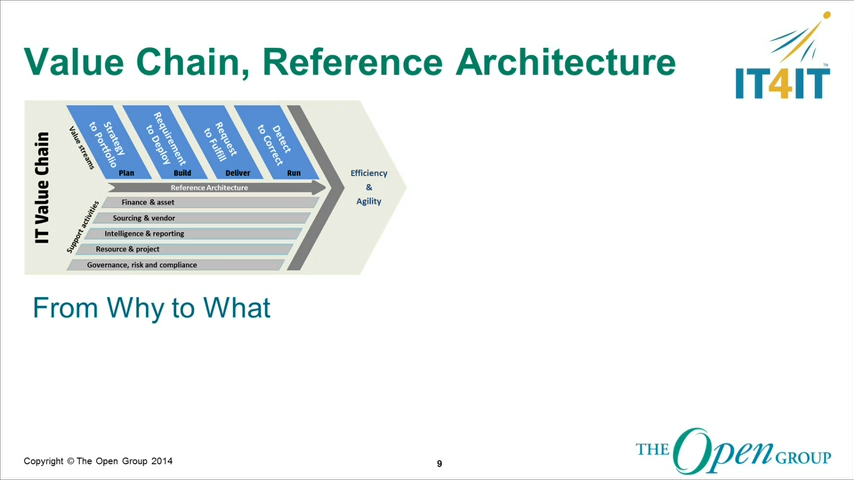 Value Chain, Reference Architecture
IT4IT™
IT Value Chain
Value streams
Strategy
to Portfolio
Plan
Requirement
to Deploy
Build
Request
to Fulfill
Deliver
Detect
to Correct
Run
Reference Architecture
Support activities
Finance & asset
Sourcing & vendor
Intelligence & reporting
Resource & project
Governance, risk and compliance
Efficiency
&
Agility
From Why to What
Copyright © The Open Group 2014
9
THE Open GROUP